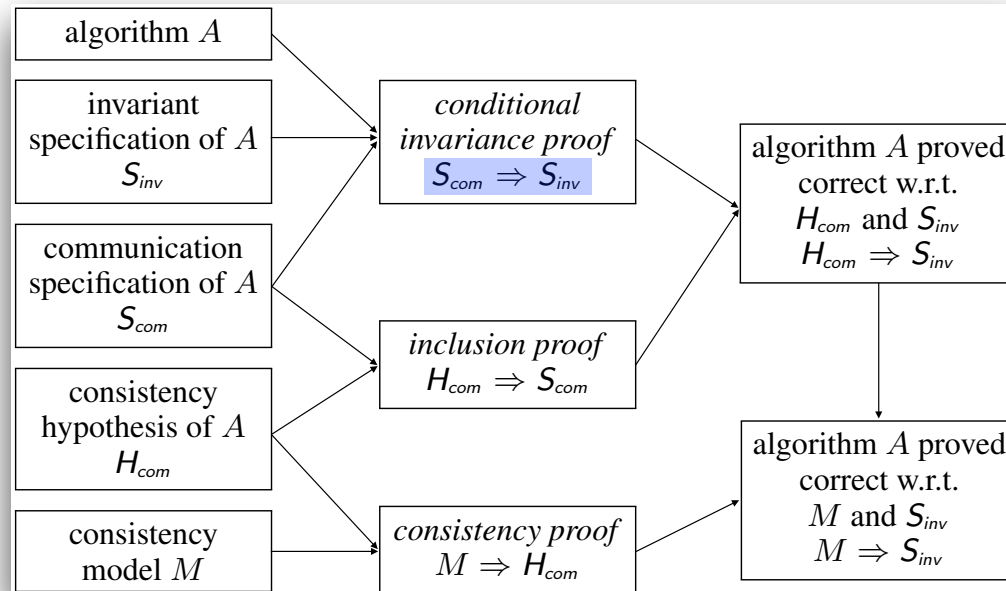 algorithm A
invariant
specification of A
S_inv
communication
specification of A
S_com
consistency
hypothesis of A
H_com
consistency
model M
conditional
invariance proof
S_com ⇒ S_inv
inclusion proof
H_com ⇒ S_com
consistency proof
M ⇒ H_com
algorithm A proved
correct w.r.t.
H_com and S_inv
H_com ⇒ S_inv
algorithm A proved
correct w.r.t.
M and S_inv
M ⇒ S_inv